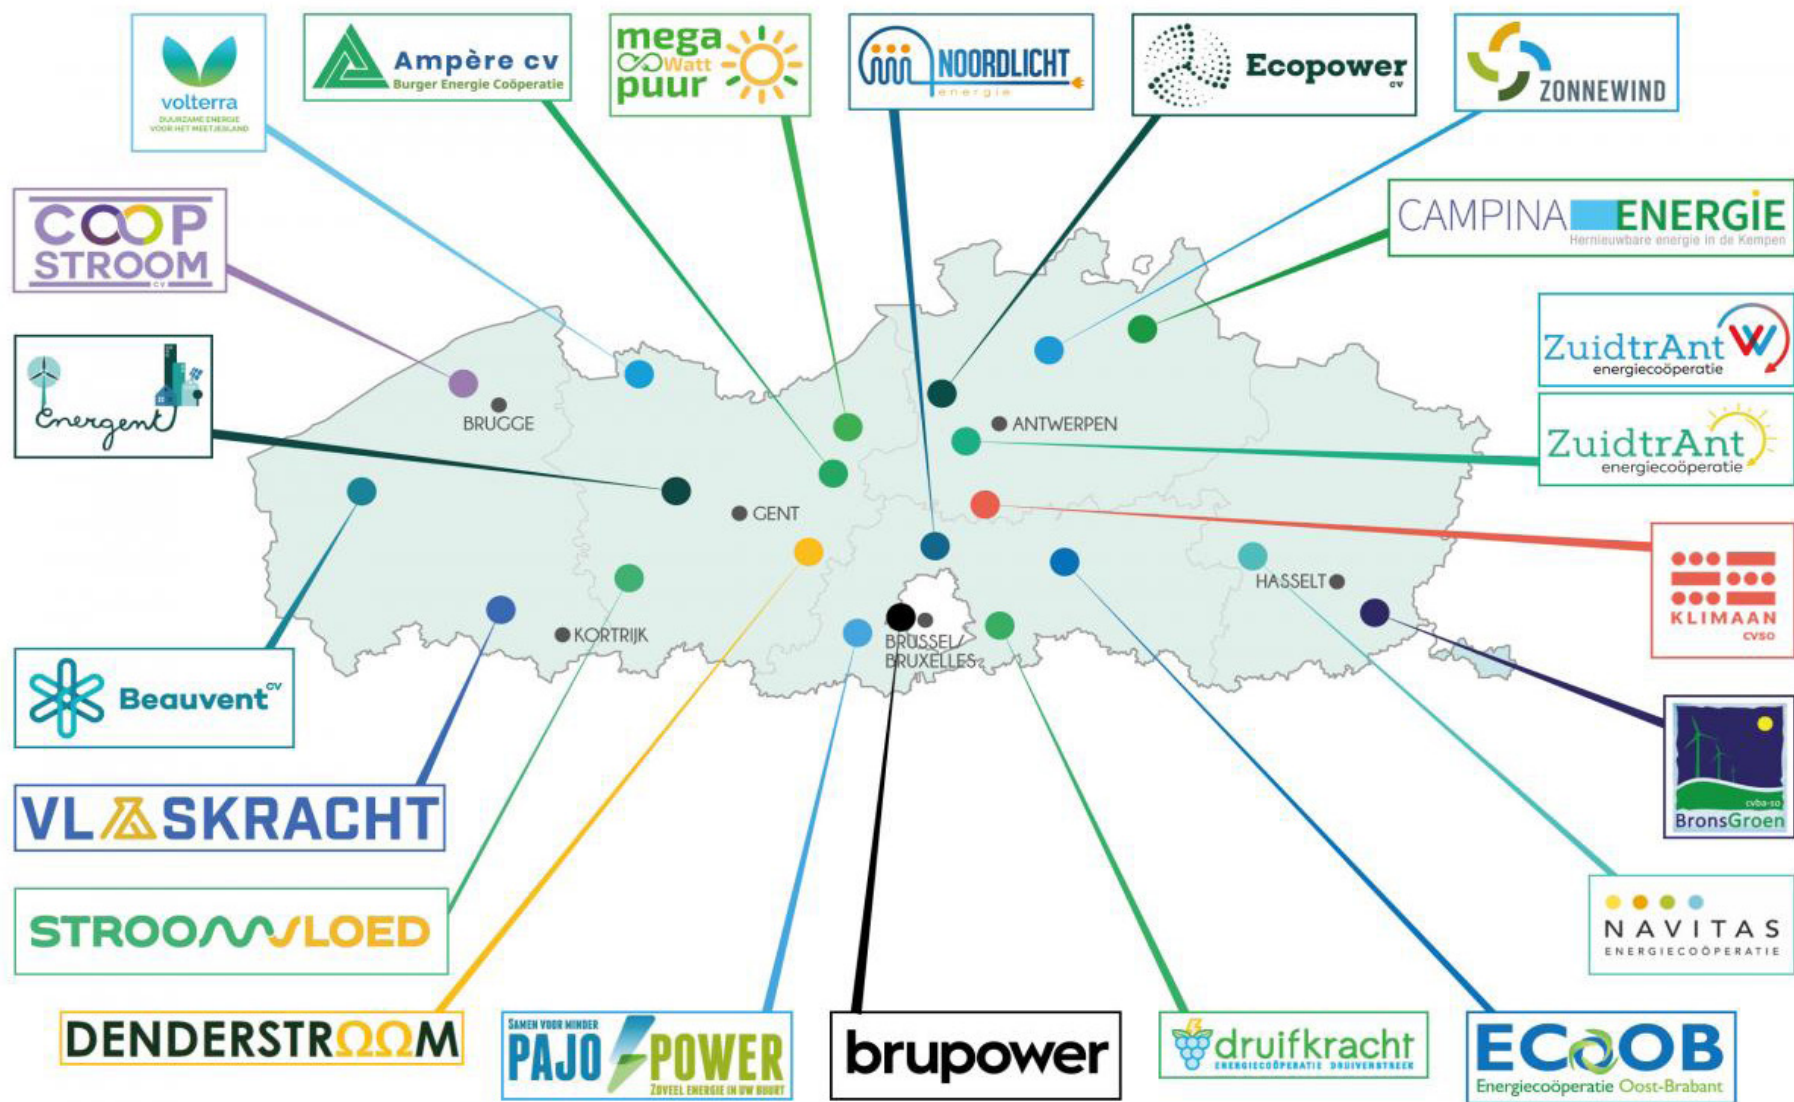 volterra
DUURZAME ENERGIE
VOOR HET MEETJESLAND
Ampère cv
Burger Energie Coöperatie
mega
Watt
puur
NOORDLICHT
energie
Ecopower
cv
ZONNEWIND
COOP
STROOM
cv
CAMPINA ENERGIE
Hernieuwbare energie in de Kempen
Energent
ZuidtrAnt W
energiecoöperatie
ZuidtrAnt
energiecoöperatie
BRUGGE
ANTWERPEN
GENT
HASSELT
KORTRIJK
BRUSSEL/
BRUXELLES
KLIMAAN
cvso
Beauvent cv
cvba-so
BronsGroen
VLASKRACHT
STROOMVLOED
NAVITAS
ENERGIECOÖPERATIE
DENDERSTROOM
SAMEN VOOR MINDER
PAJOPOWER
ZOVEEL ENERGIE IN UW BUURT
brupower
druifkracht
ENERGIECOÖPERATIE DRUIVENSTREEK
ECOOB
Energiecoöperatie Oost-Brabant